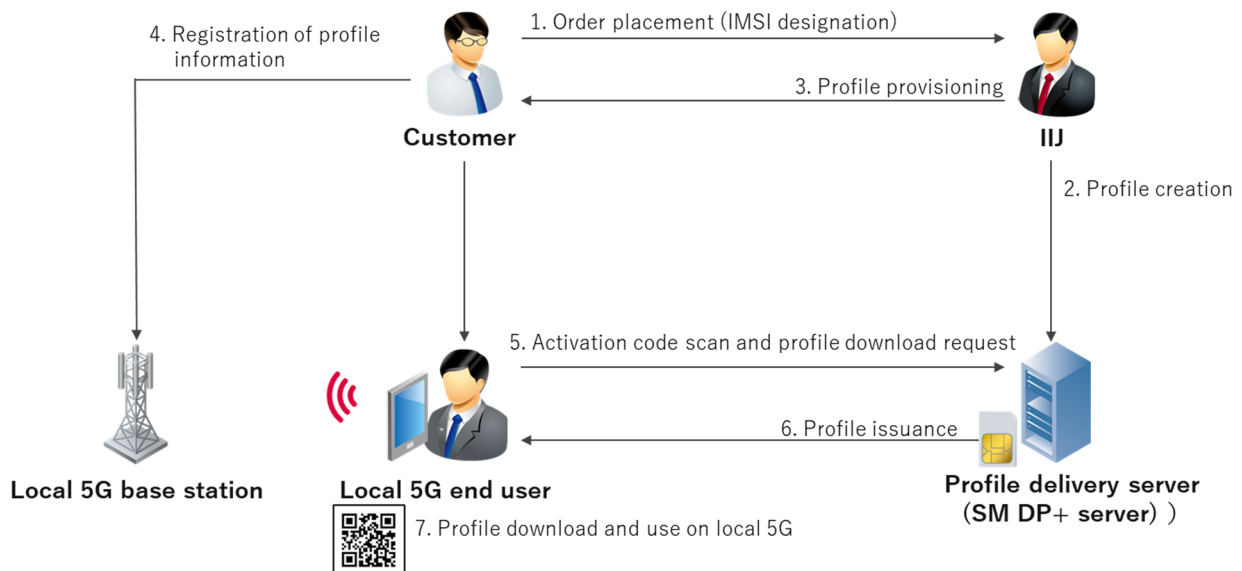 4. Registration of profile
information
1. Order placement (IMSI designation)
3. Profile provisioning
Customer
IIJ
2. Profile creation
5. Activation code scan and profile download request
6. Profile issuance
Local 5G base station
Local 5G end user
Profile delivery server
(SM DP+ server) )
7. Profile download and use on local 5G